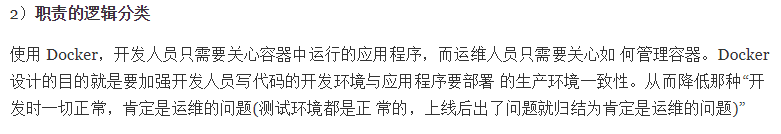 2）职责的逻辑分类
使用 Docker，开发人员只需要关心容器中运行的应用程序，而运维人员只需要关心如 何管理容器。Docker
设计的目的就是要加强开发人员写代码的开发环境与应用程序要部署 的生产环境一致性。从而降低那种“开
发时一切正常，肯定是运维的问题(测试环境都是正 常的，上线后出了问题就归结为肯定是运维的问题)”